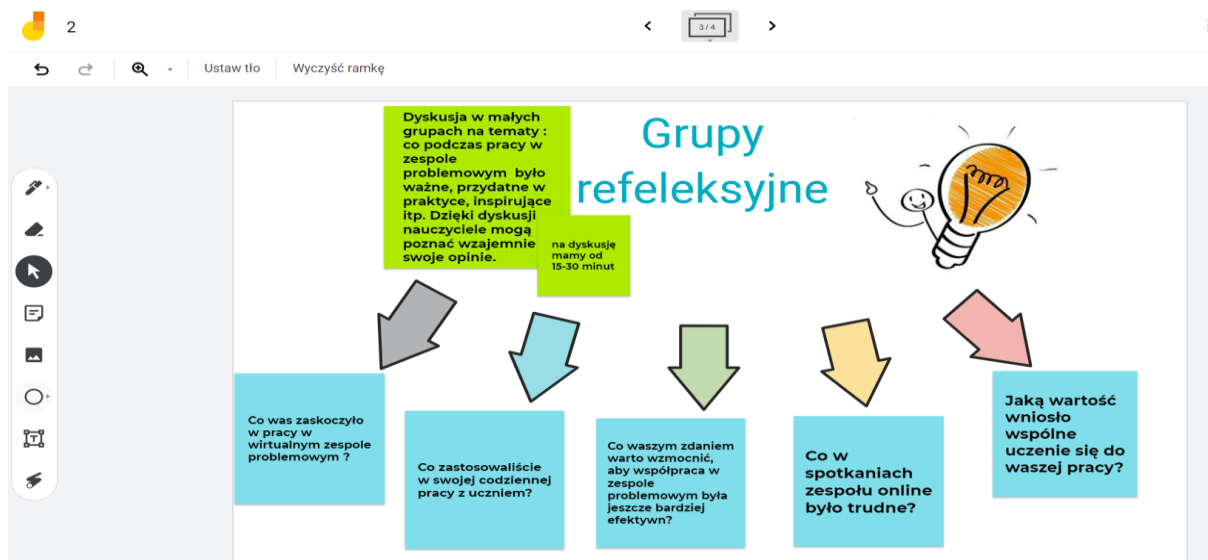 2
3 / 4
Ustaw tło
Wyczyść ramkę
Dyskusja w małych
grupach na tematy :
co podczas pracy w
zespole
problemowym było
ważne, przydatne w
praktyce, inspirujące
itp. Dzięki dyskusji
nauczyciele mogą
poznać wzajemnie
swoje opinie.
na dyskusję
mamy od
15-30 minut
Grupy
refeleksyjne
Co was zaskoczyło
w pracy w
wirtualnym zespole
problemowym ?
Co zastosowaliście
w swojej codziennej
pracy z uczniem?
Co waszym zdaniem
warto wzmocnić,
aby współpraca w
zespole
problemowym była
jeszcze bardziej
efektywn?
Co w
spotkaniach
zespołu online
było trudne?
Jaką wartość
wniosło
wspólne
uczenie się do
waszej pracy?